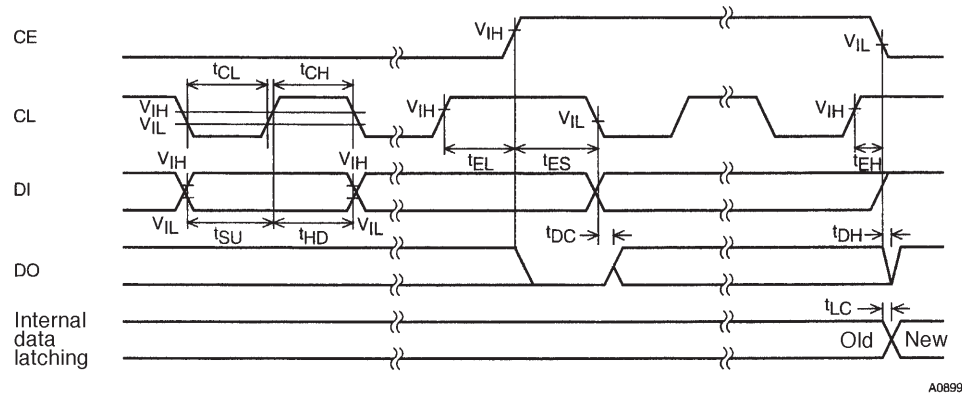 CE
VIH
VIL
tCL
tCH
CL
VIH
VIL
VIH
VIL
VIH
tEL
tES
tEH
DI
VIH
VIH
VIL
VIL
tSU
tHD
tDC
tDH
DO
tLC
Internal
data
latching
Old
New
A0899